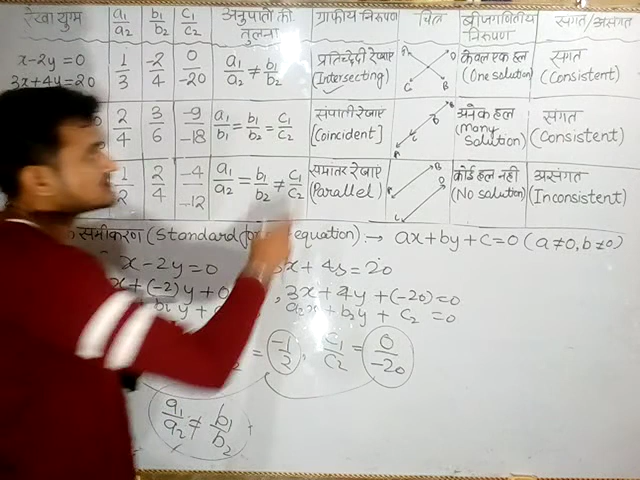 रेखा युग्म a₁/a₂ b₁/b₂ c₁/c₂ अनुपातों की तुलना ग्राफीय निरूपण चित्र बीजगणितीय निरूपण संगत/असंगत
x-2y=0
3x+4y=20 1/3 -2/4 0/-20 a₁/a₂ ≠ b₁/b₂ प्रतिच्छेदी रेखाए (Intersecting) केवल एक हल (One solution) संगत (Consistent)
2/4 3/6 -9/-18 a₁/a₂ = b₁/b₂ = c₁/c₂ संपाती रेखाए [Coincident] अनेक हल (many solution) संगत (Consistent)
1/2 2/4 -4/-12 a₁/a₂ = b₁/b₂ ≠ c₁/c₂ समांतर रेखाए (Parallel) कोई हल नही (No solution) असंगत (Inconsistent)
समीकरण (Standard equation) → ax+by+c=0 (a≠0, b≠0)
x-2y=0 3x+4y=20
x+(-2)y+0 , 3x+4y+(-20)=0
b₁y+ a₂x+b₂y+c₂=0
= -1/2 , c₁/c₂ = 0/-20
a₁/a₂ ≠ b₁/b₂